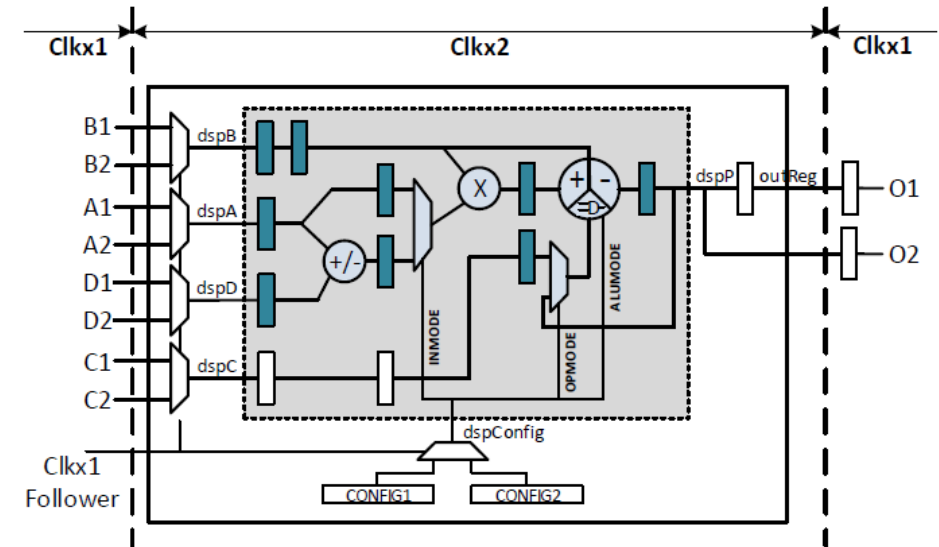 Clkx1
Clkx2
Clkx1
B1
B2
A1
A2
D1
D2
C1
C2
dspB
dspA
dspD
dspC
X
+/-
+ -
=D-
INMODE
OPMODE
ALUMODE
dspP
outReg
O1
O2
dspConfig
Clkx1
Follower
CONFIG1
CONFIG2